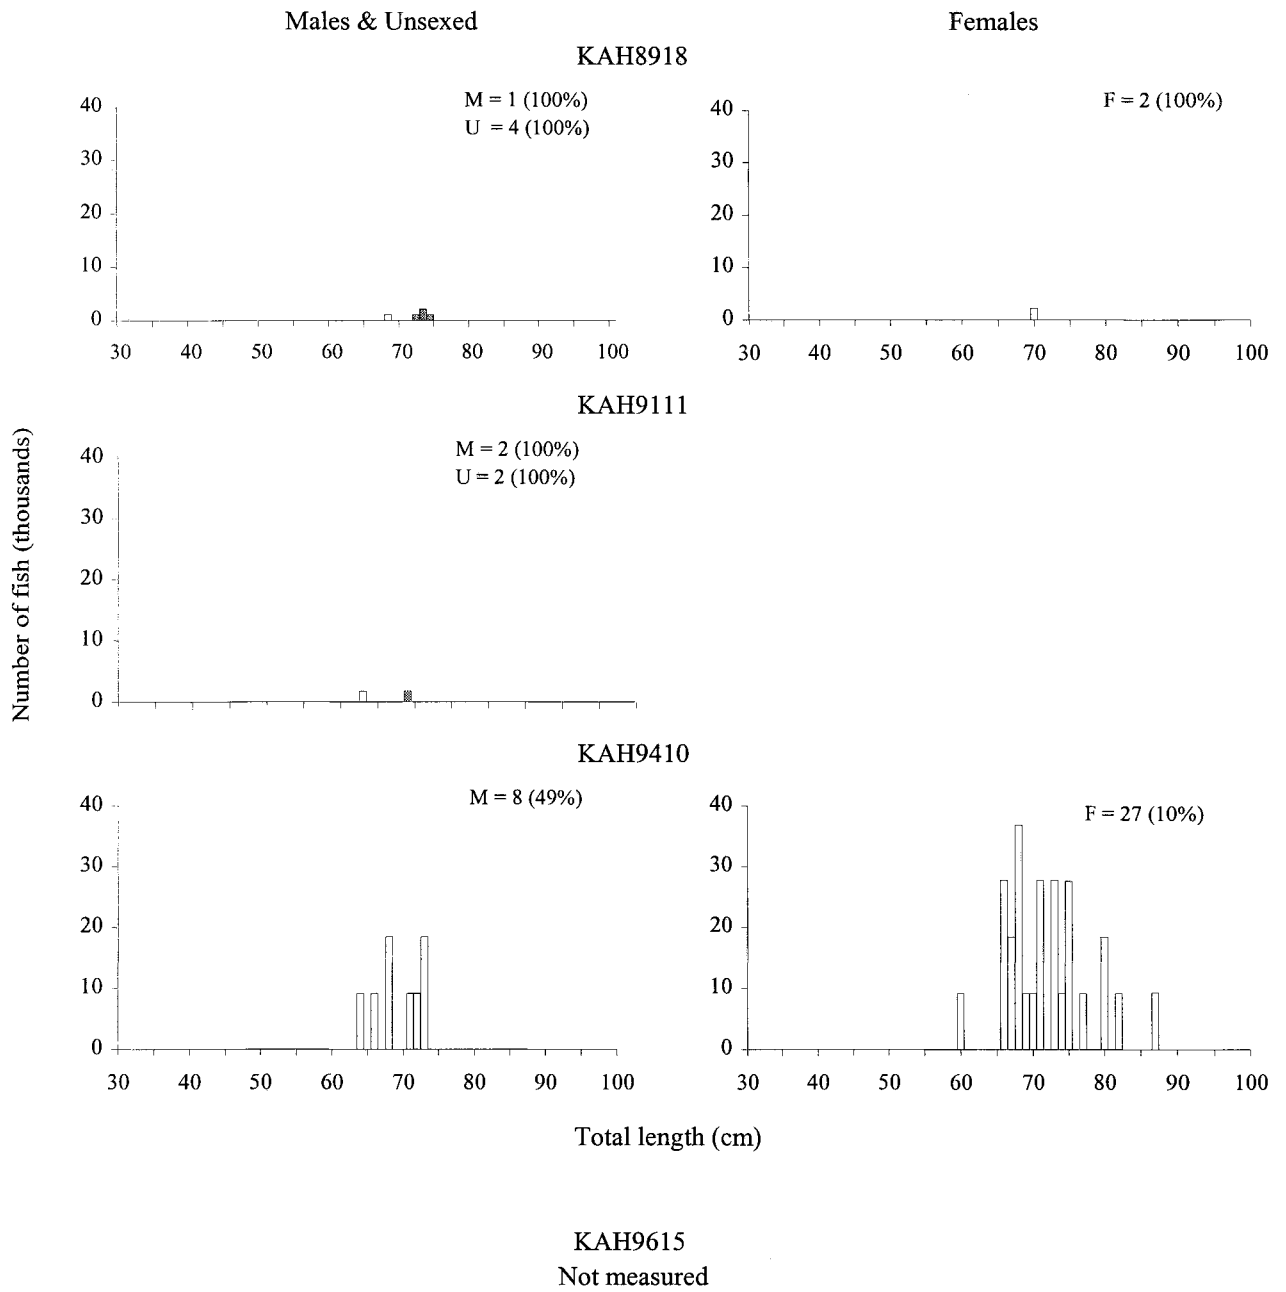 Males & Unsexed
Females
KAH8918
M = 1 (100%)
U = 4 (100%)
40
30
20
10
0
30 40 50 60 70 80 90 100
F = 2 (100%)
40
30
20
10
0
30 40 50 60 70 80 90 100
KAH9111
M = 2 (100%)
U = 2 (100%)
40
30
20
10
0
Number of fish (thousands)
KAH9410
M = 8 (49%)
40
30
20
10
0
30 40 50 60 70 80 90 100
F = 27 (10%)
40
30
20
10
0
30 40 50 60 70 80 90 100
Total length (cm)
KAH9615
Not measured